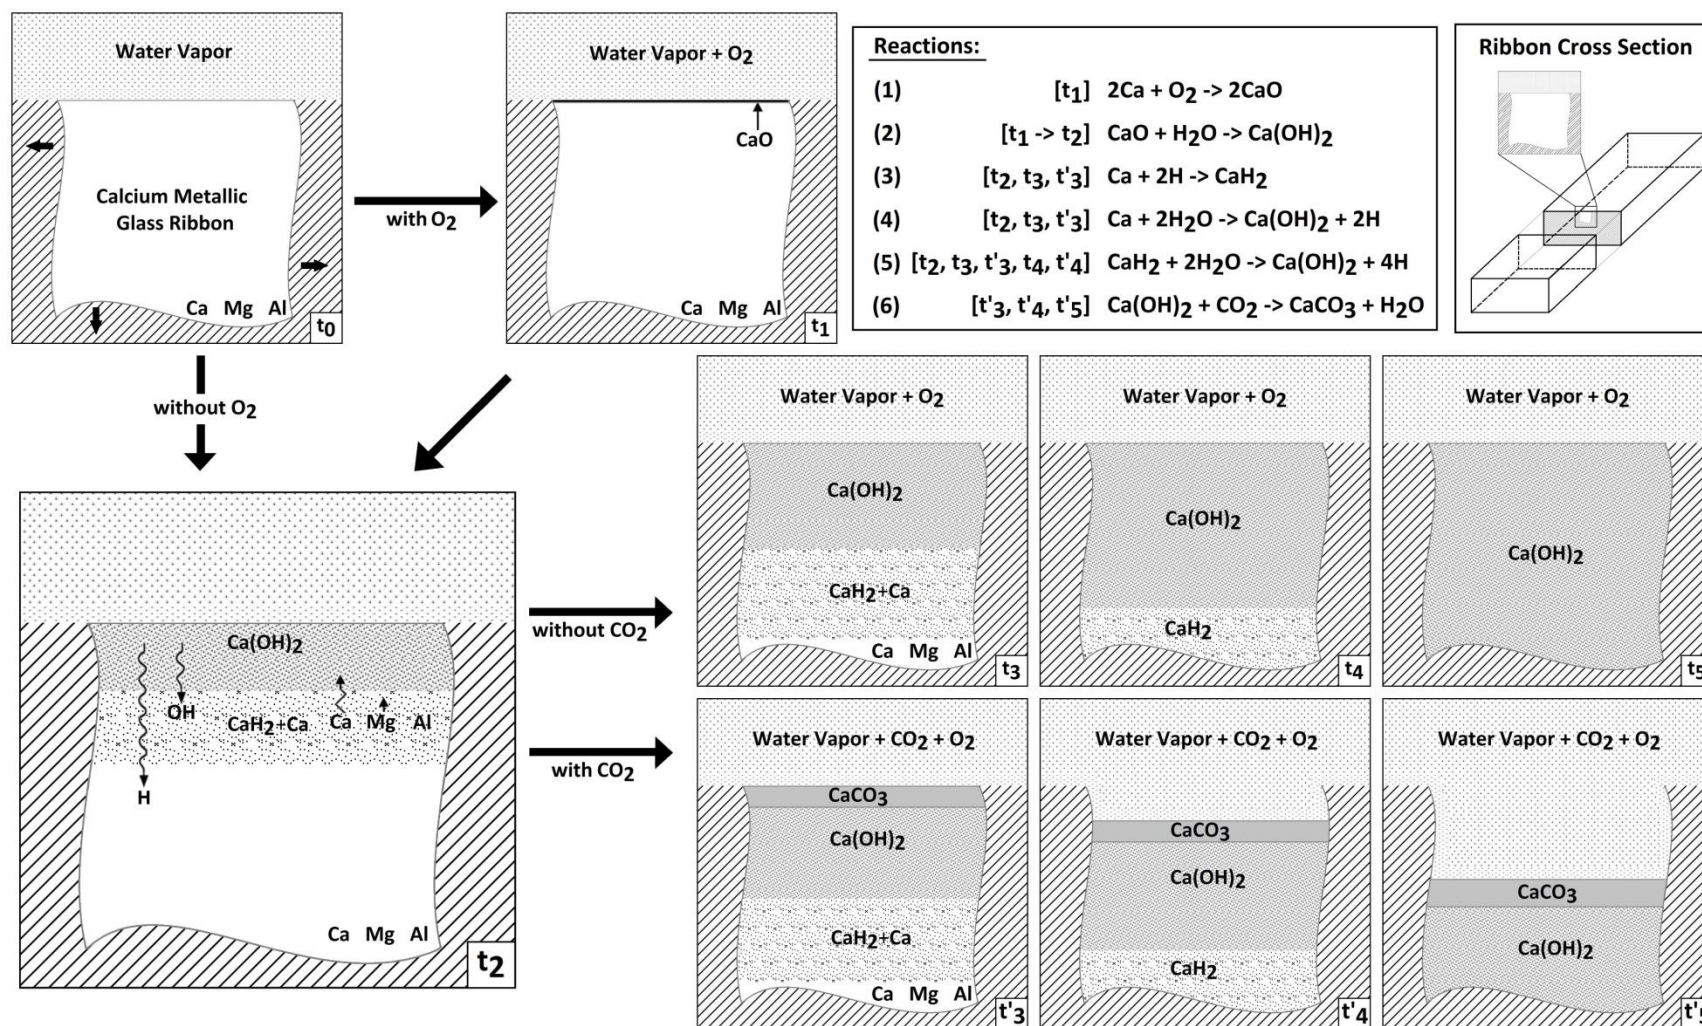 Water Vapor
Calcium Metallic
Glass Ribbon
Ca Mg Al
t0
with O2
Water Vapor + O2
CaO
Ca Mg Al
t1
Reactions:
(1) [t1] 2Ca + O2 -> 2CaO
(2) [t1 -> t2] CaO + H2O -> Ca(OH)2
(3) [t2, t3, t'3] Ca + 2H -> CaH2
(4) [t2, t3, t'3] Ca + 2H2O -> Ca(OH)2 + 2H
(5) [t2, t3, t'3, t4, t'4] CaH2 + 2H2O -> Ca(OH)2 + 4H
(6) [t'3, t'4, t'5] Ca(OH)2 + CO2 -> CaCO3 + H2O
Ribbon Cross Section
without O2
Ca(OH)2
OH
CaH2+Ca
Ca Mg Al
H
Ca Mg Al
t2
without CO2
Water Vapor + O2
Ca(OH)2
CaH2+Ca
Ca Mg Al
t3
Water Vapor + O2
Ca(OH)2
CaH2
t4
Water Vapor + O2
Ca(OH)2
t5
with CO2
Water Vapor + CO2 + O2
CaCO3
Ca(OH)2
CaH2+Ca
Ca Mg Al
t'3
Water Vapor + CO2 + O2
CaCO3
Ca(OH)2
CaH2
t'4
Water Vapor + CO2 + O2
CaCO3
Ca(OH)2